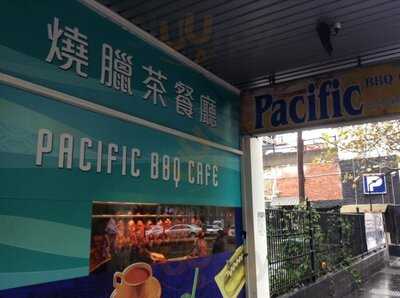 燒臘茶餐廳
PACIFIC BBQ CAFE
Pacific BBQ
P